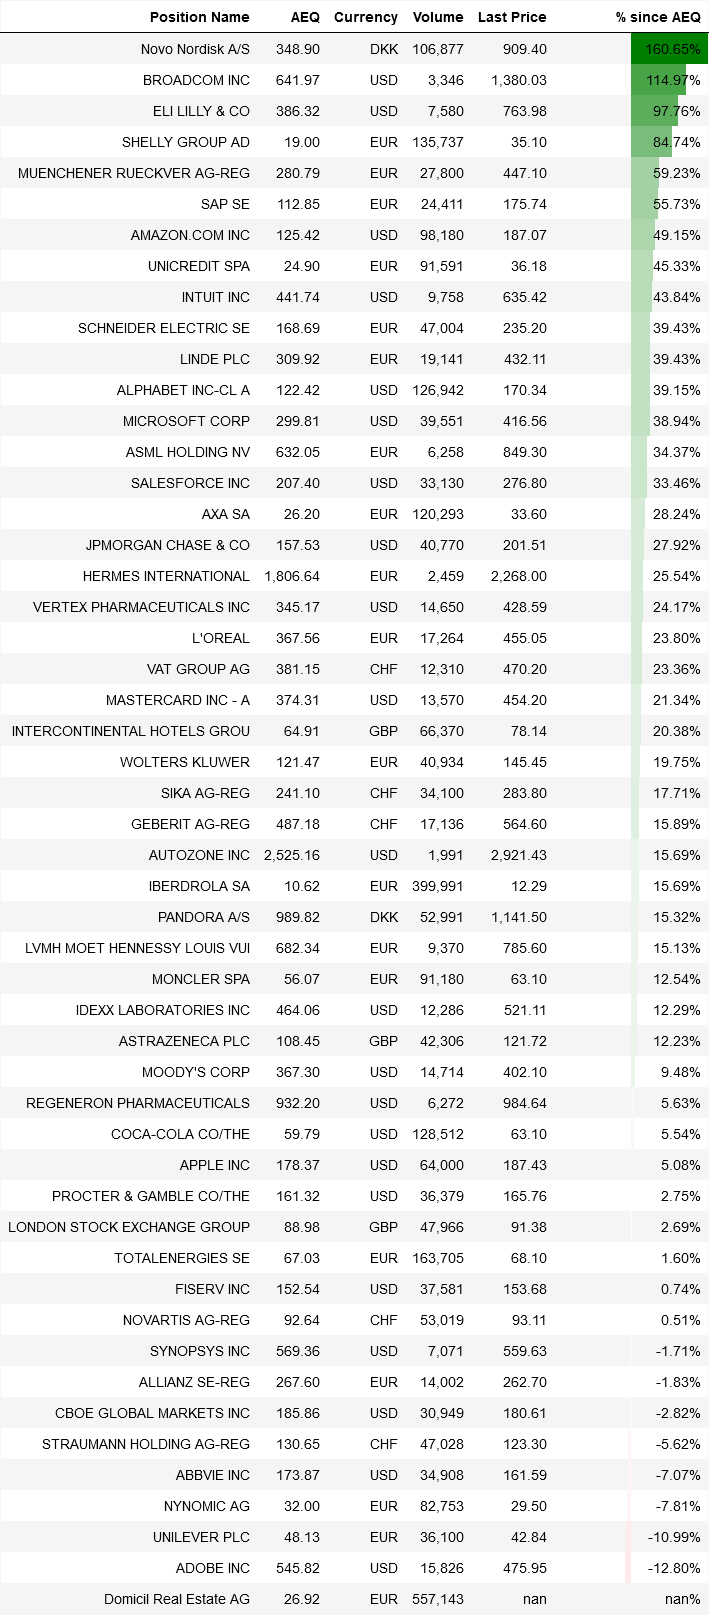 Position Name AEQ Currency Volume Last Price % since AEQ
Novo Nordisk A/S 348.90 DKK 106,877 909.40 160.65%
BROADCOM INC 641.97 USD 3,346 1,380.03 114.97%
ELI LILLY & CO 386.32 USD 7,580 763.98 97.76%
SHELLY GROUP AD 19.00 EUR 135,737 35.10 84.74%
MUENCHENER RUECKVER AG-REG 280.79 EUR 27,800 447.10 59.23%
SAP SE 112.85 EUR 24,411 175.74 55.73%
AMAZON.COM INC 125.42 USD 98,180 187.07 49.15%
UNICREDIT SPA 24.90 EUR 91,591 36.18 45.33%
INTUIT INC 441.74 USD 9,758 635.42 43.84%
SCHNEIDER ELECTRIC SE 168.69 EUR 47,004 235.20 39.43%
LINDE PLC 309.92 EUR 19,141 432.11 39.43%
ALPHABET INC-CL A 122.42 USD 126,942 170.34 39.15%
MICROSOFT CORP 299.81 USD 39,551 416.56 38.94%
ASML HOLDING NV 632.05 EUR 6,258 849.30 34.37%
SALESFORCE INC 207.40 USD 33,130 276.80 33.46%
AXA SA 26.20 EUR 120,293 33.60 28.24%
JPMORGAN CHASE & CO 157.53 USD 40,770 201.51 27.92%
HERMES INTERNATIONAL 1,806.64 EUR 2,459 2,268.00 25.54%
VERTEX PHARMACEUTICALS INC 345.17 USD 14,650 428.59 24.17%
L'OREAL 367.56 EUR 17,264 455.05 23.80%
VAT GROUP AG 381.15 CHF 12,310 470.20 23.36%
MASTERCARD INC - A 374.31 USD 13,570 454.20 21.34%
INTERCONTINENTAL HOTELS GROU 64.91 GBP 66,370 78.14 20.38%
WOLTERS KLUWER 121.47 EUR 40,934 145.45 19.75%
SIKA AG-REG 241.10 CHF 34,100 283.80 17.71%
GEBERIT AG-REG 487.18 CHF 17,136 564.60 15.89%
AUTOZONE INC 2,525.16 USD 1,991 2,921.43 15.69%
IBERDROLA SA 10.62 EUR 399,991 12.29 15.69%
PANDORA A/S 989.82 DKK 52,991 1,141.50 15.32%
LVMH MOET HENNESSY LOUIS VUI 682.34 EUR 9,370 785.60 15.13%
MONCLER SPA 56.07 EUR 91,180 63.10 12.54%
IDEXX LABORATORIES INC 464.06 USD 12,286 521.11 12.29%
ASTRAZENECA PLC 108.45 GBP 42,306 121.72 12.23%
MOODY'S CORP 367.30 USD 14,714 402.10 9.48%
REGENERON PHARMACEUTICALS 932.20 USD 6,272 984.64 5.63%
COCA-COLA CO/THE 59.79 USD 128,512 63.10 5.54%
APPLE INC 178.37 USD 64,000 187.43 5.08%
PROCTER & GAMBLE CO/THE 161.32 USD 36,379 165.76 2.75%
LONDON STOCK EXCHANGE GROUP 88.98 GBP 47,966 91.38 2.69%
TOTALENERGIES SE 67.03 EUR 163,705 68.10 1.60%
FISERV INC 152.54 USD 37,581 153.68 0.74%
NOVARTIS AG-REG 92.64 CHF 53,019 93.11 0.51%
SYNOPSYS INC 569.36 USD 7,071 559.63 -1.71%
ALLIANZ SE-REG 267.60 EUR 14,002 262.70 -1.83%
CBOE GLOBAL MARKETS INC 185.86 USD 30,949 180.61 -2.82%
STRAUMANN HOLDING AG-REG 130.65 CHF 47,028 123.30 -5.62%
ABBVIE INC 173.87 USD 34,908 161.59 -7.07%
NYNOMIC AG 32.00 EUR 82,753 29.50 -7.81%
UNILEVER PLC 48.13 EUR 36,100 42.84 -10.99%
ADOBE INC 545.82 USD 15,826 475.95 -12.80%
Domicil Real Estate AG 26.92 EUR 557,143 nan nan%